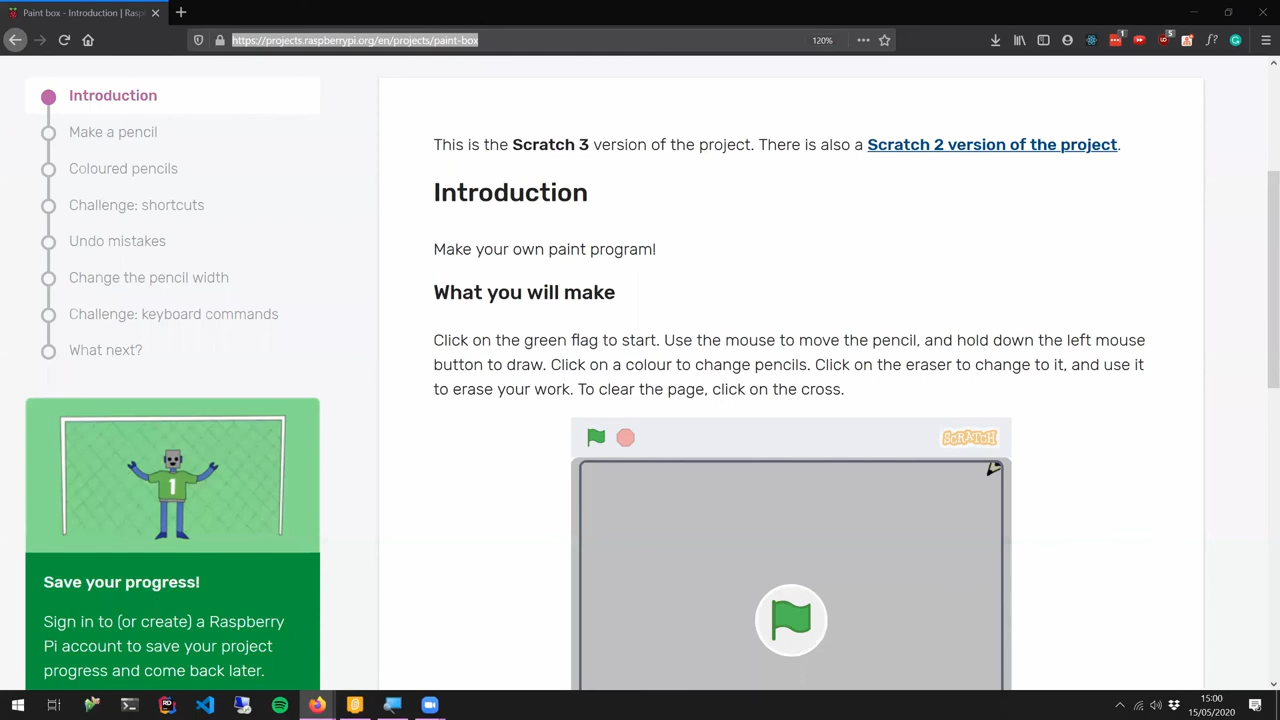 Paint box - Introduction | Rasp
https://projects.raspberrypi.org/en/projects/paint-box
120%
1
5
Introduction
Make a pencil
Coloured pencils
Challenge: shortcuts
Undo mistakes
Change the pencil width
Challenge: keyboard commands
What next?
1
Save your progress!
Sign in to (or create) a Raspberry
Pi account to save your project
progress and come back later.
This is the Scratch 3 version of the project. There is also a Scratch 2 version of the project.
Introduction
Make your own paint program!
What you will make
Click on the green flag to start. Use the mouse to move the pencil, and hold down the left mouse
button to draw. Click on a colour to change pencils. Click on the eraser to change to it, and use it
to erase your work. To clear the page, click on the cross.
SCRATCH
15:00
15/05/2020